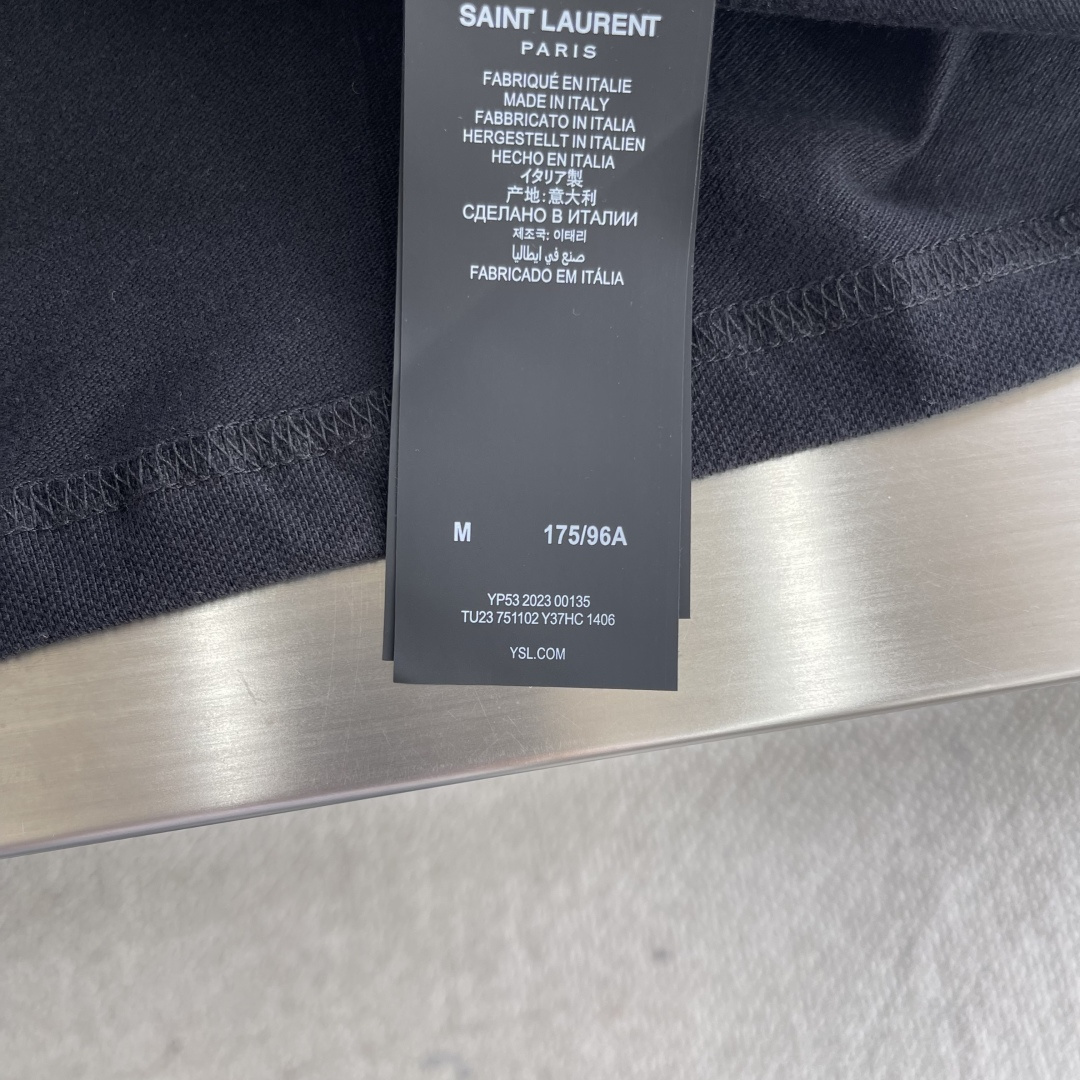 SAINT LAURENT
PARIS
FABRIQUÉ EN ITALIE
MADE IN ITALY
FABBRICATO IN ITALIA
HERGESTELLT IN ITALIEN
HECHO EN ITALIA
イタリア製
产地:意大利
СДЕЛАНО В ИТАЛИИ
제조국: 이태리
صنع في ايطاليا
FABRICADO EM ITÁLIA
M 175/96A
YP53 2023 00135
TU23 751102 Y37HC 1406
YSL.COM